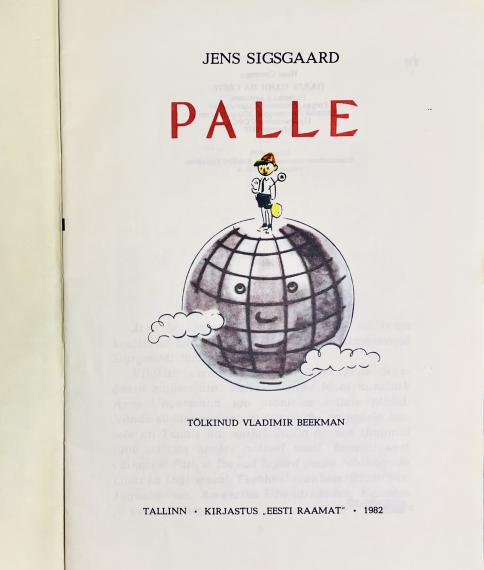 JENS SIGSGAARD
PALLE
TÕLKINUD VLADIMIR BEEKMAN
TALLINN • KIRJASTUS „EESTI RAAMAT“ • 1982